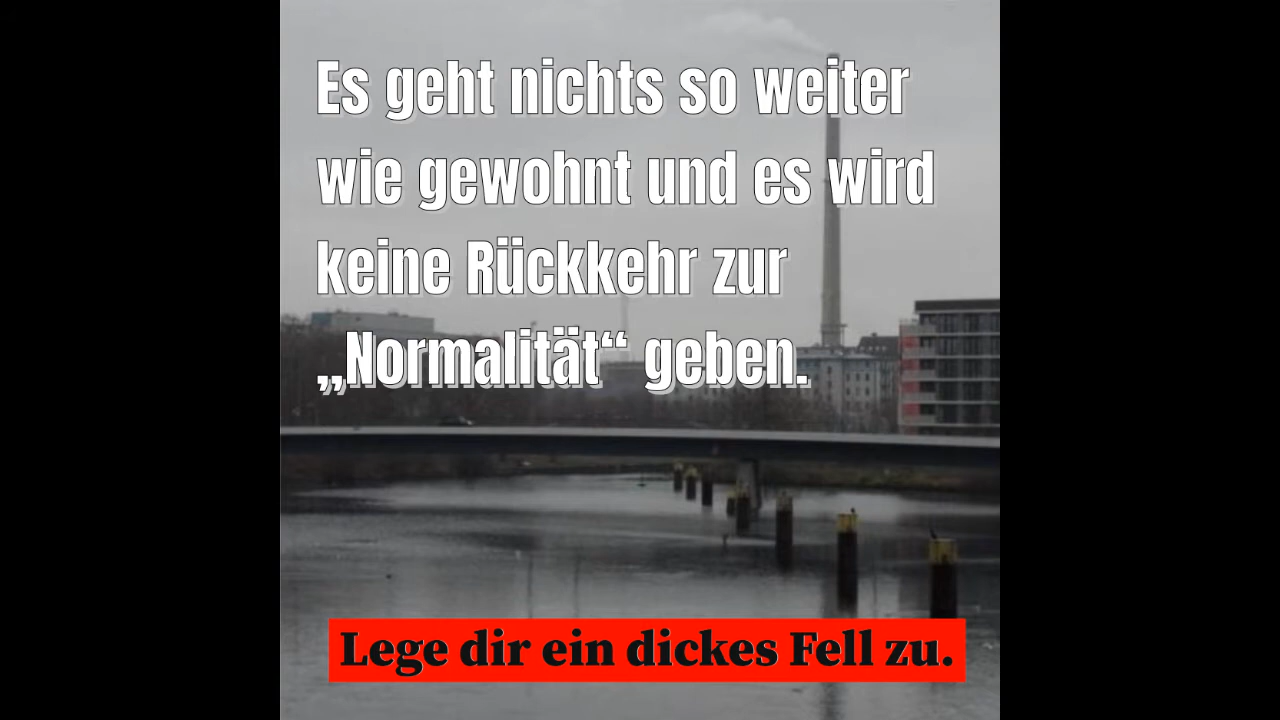 Es geht nichts so weiter
wie gewohnt und es wird
keine Rückkehr zur
„Normalität“ geben.
Lege dir ein dickes Fell zu.